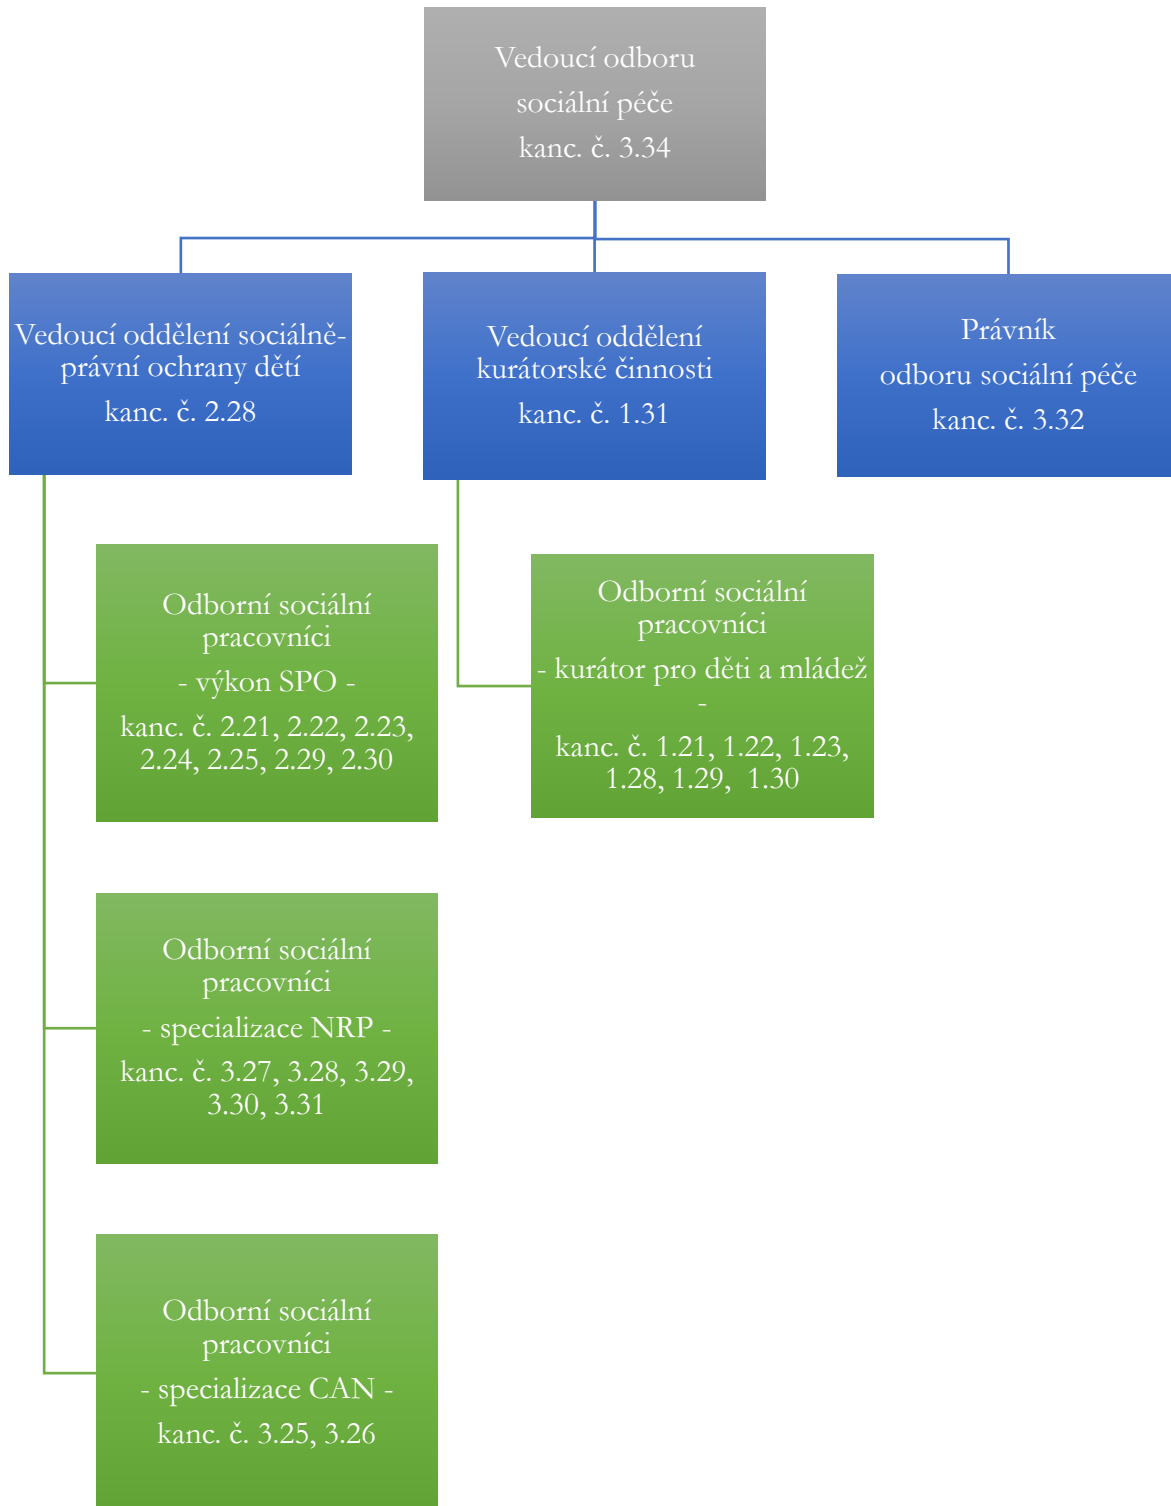 Vedoucí odboru
sociální péče
kanc. č. 3.34
Vedoucí oddělení sociálně-
právní ochrany dětí
kanc. č. 2.28
Vedoucí oddělení
kurátorské činnosti
kanc. č. 1.31
Právník
odboru sociální péče
kanc. č. 3.32
Odborní sociální
pracovníci
- výkon SPO -
kanc. č. 2.21, 2.22, 2.23,
2.24, 2.25, 2.29, 2.30
Odborní sociální
pracovníci
- kurátor pro děti a mládež
-
kanc. č. 1.21, 1.22, 1.23,
1.28, 1.29,  1.30
Odborní sociální
pracovníci
- specializace NRP -
kanc. č. 3.27, 3.28, 3.29,
3.30, 3.31
Odborní sociální
pracovníci
- specializace CAN -
kanc. č. 3.25, 3.26